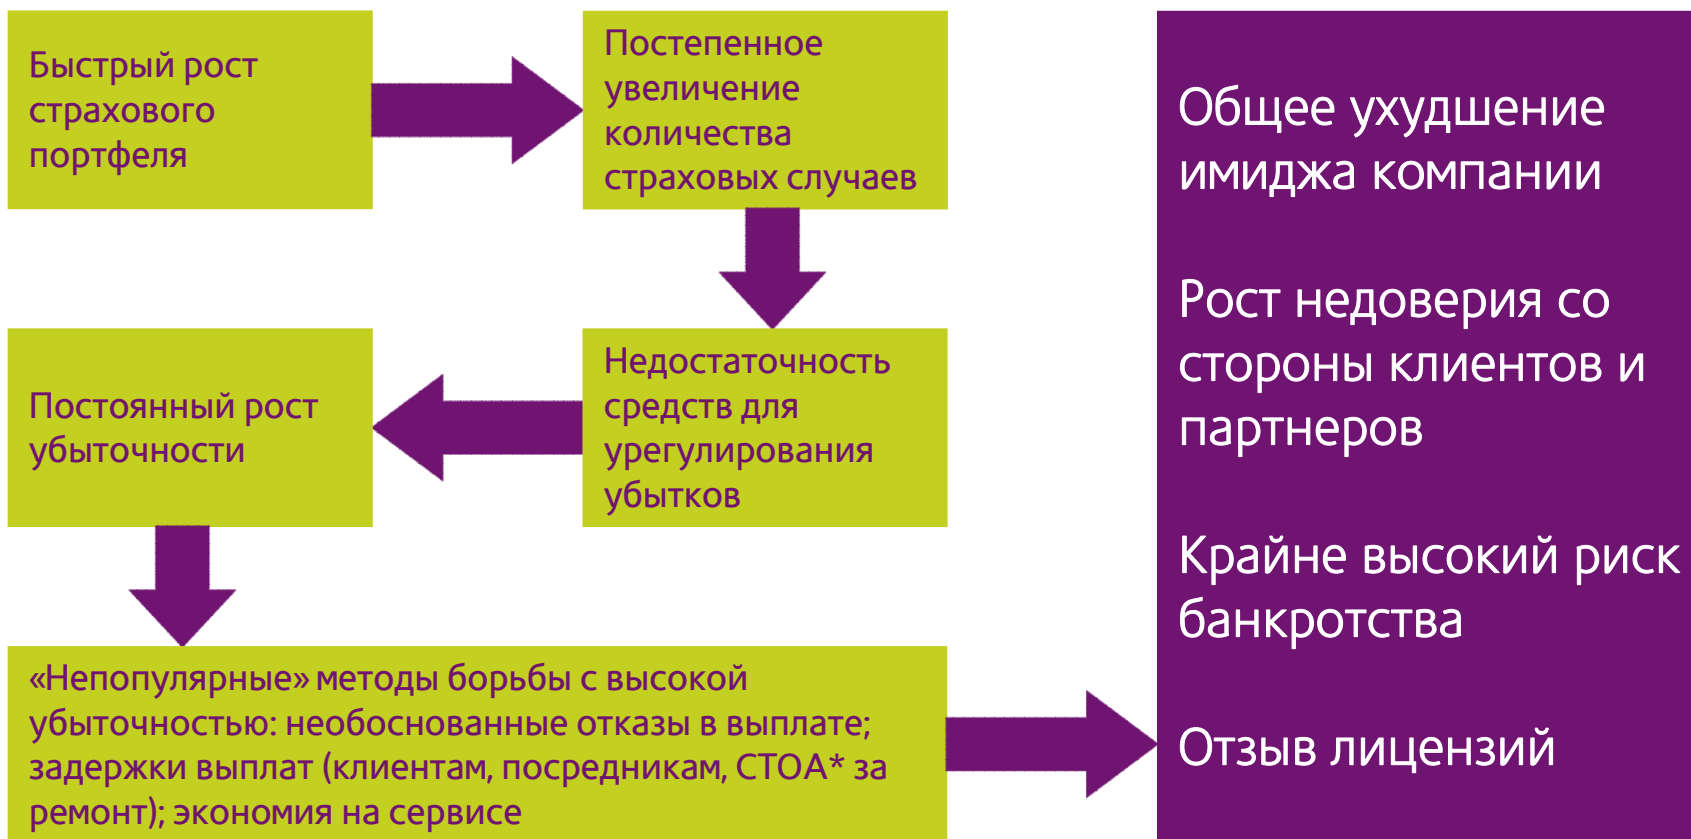 Быстрый рост
страхового
портфеля
Постепенное
увеличение
количества
страховых случаев
Недостаточность
средств для
урегулирования
убытков
Постоянный рост
убыточности
«Непопулярные» методы борьбы с высокой
убыточностью: необоснованные отказы в выплате;
задержки выплат (клиентам, посредникам, СТОА* за
ремонт); экономия на сервисе
Общее ухудшение
имиджа компании
Рост недоверия со
стороны клиентов и
партнеров
Крайне высокий риск
банкротства
Отзыв лицензий